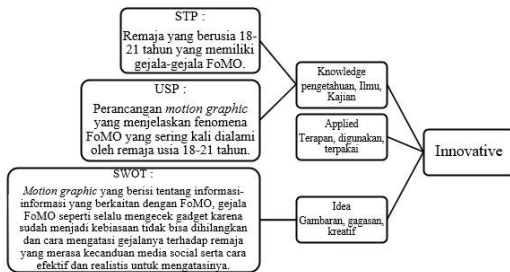 STP :
Remaja yang berusia 18-
21 tahun yang memiliki
gejala-gejala FoMO.
USP :
Perancangan motion graphic
yang menjelaskan fenomena
FoMO yang sering kali dialami
oleh remaja usia 18-21 tahun.
SWOT :
Motion graphic yang berisi tentang informasi-
informasi yang berkaitan dengan FoMO, gejala
FoMO seperti selalu mengecek gadget karena
sudah menjadi kebiasaan tidak bisa dihilangkan
dan cara mengatasi gejalanya terhadap remaja
yang merasa kecanduan media social serta cara
efektif dan realistis untuk mengatasinya.
Knowledge
pengetahuan, Ilmu,
Kajian
Applied
Terapan, digunakan,
terpakai
Idea
Gambaran, gagasan,
kreatif
Innovative